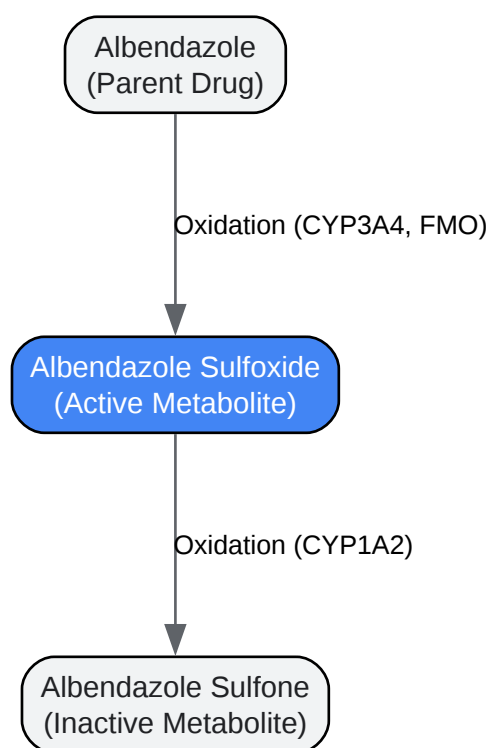 Albendazole
(Parent Drug)
Oxidation (CYP3A4, FMO)
Albendazole Sulfoxide
(Active Metabolite)
Oxidation (CYP1A2)
Albendazole Sulfone
(Inactive Metabolite)